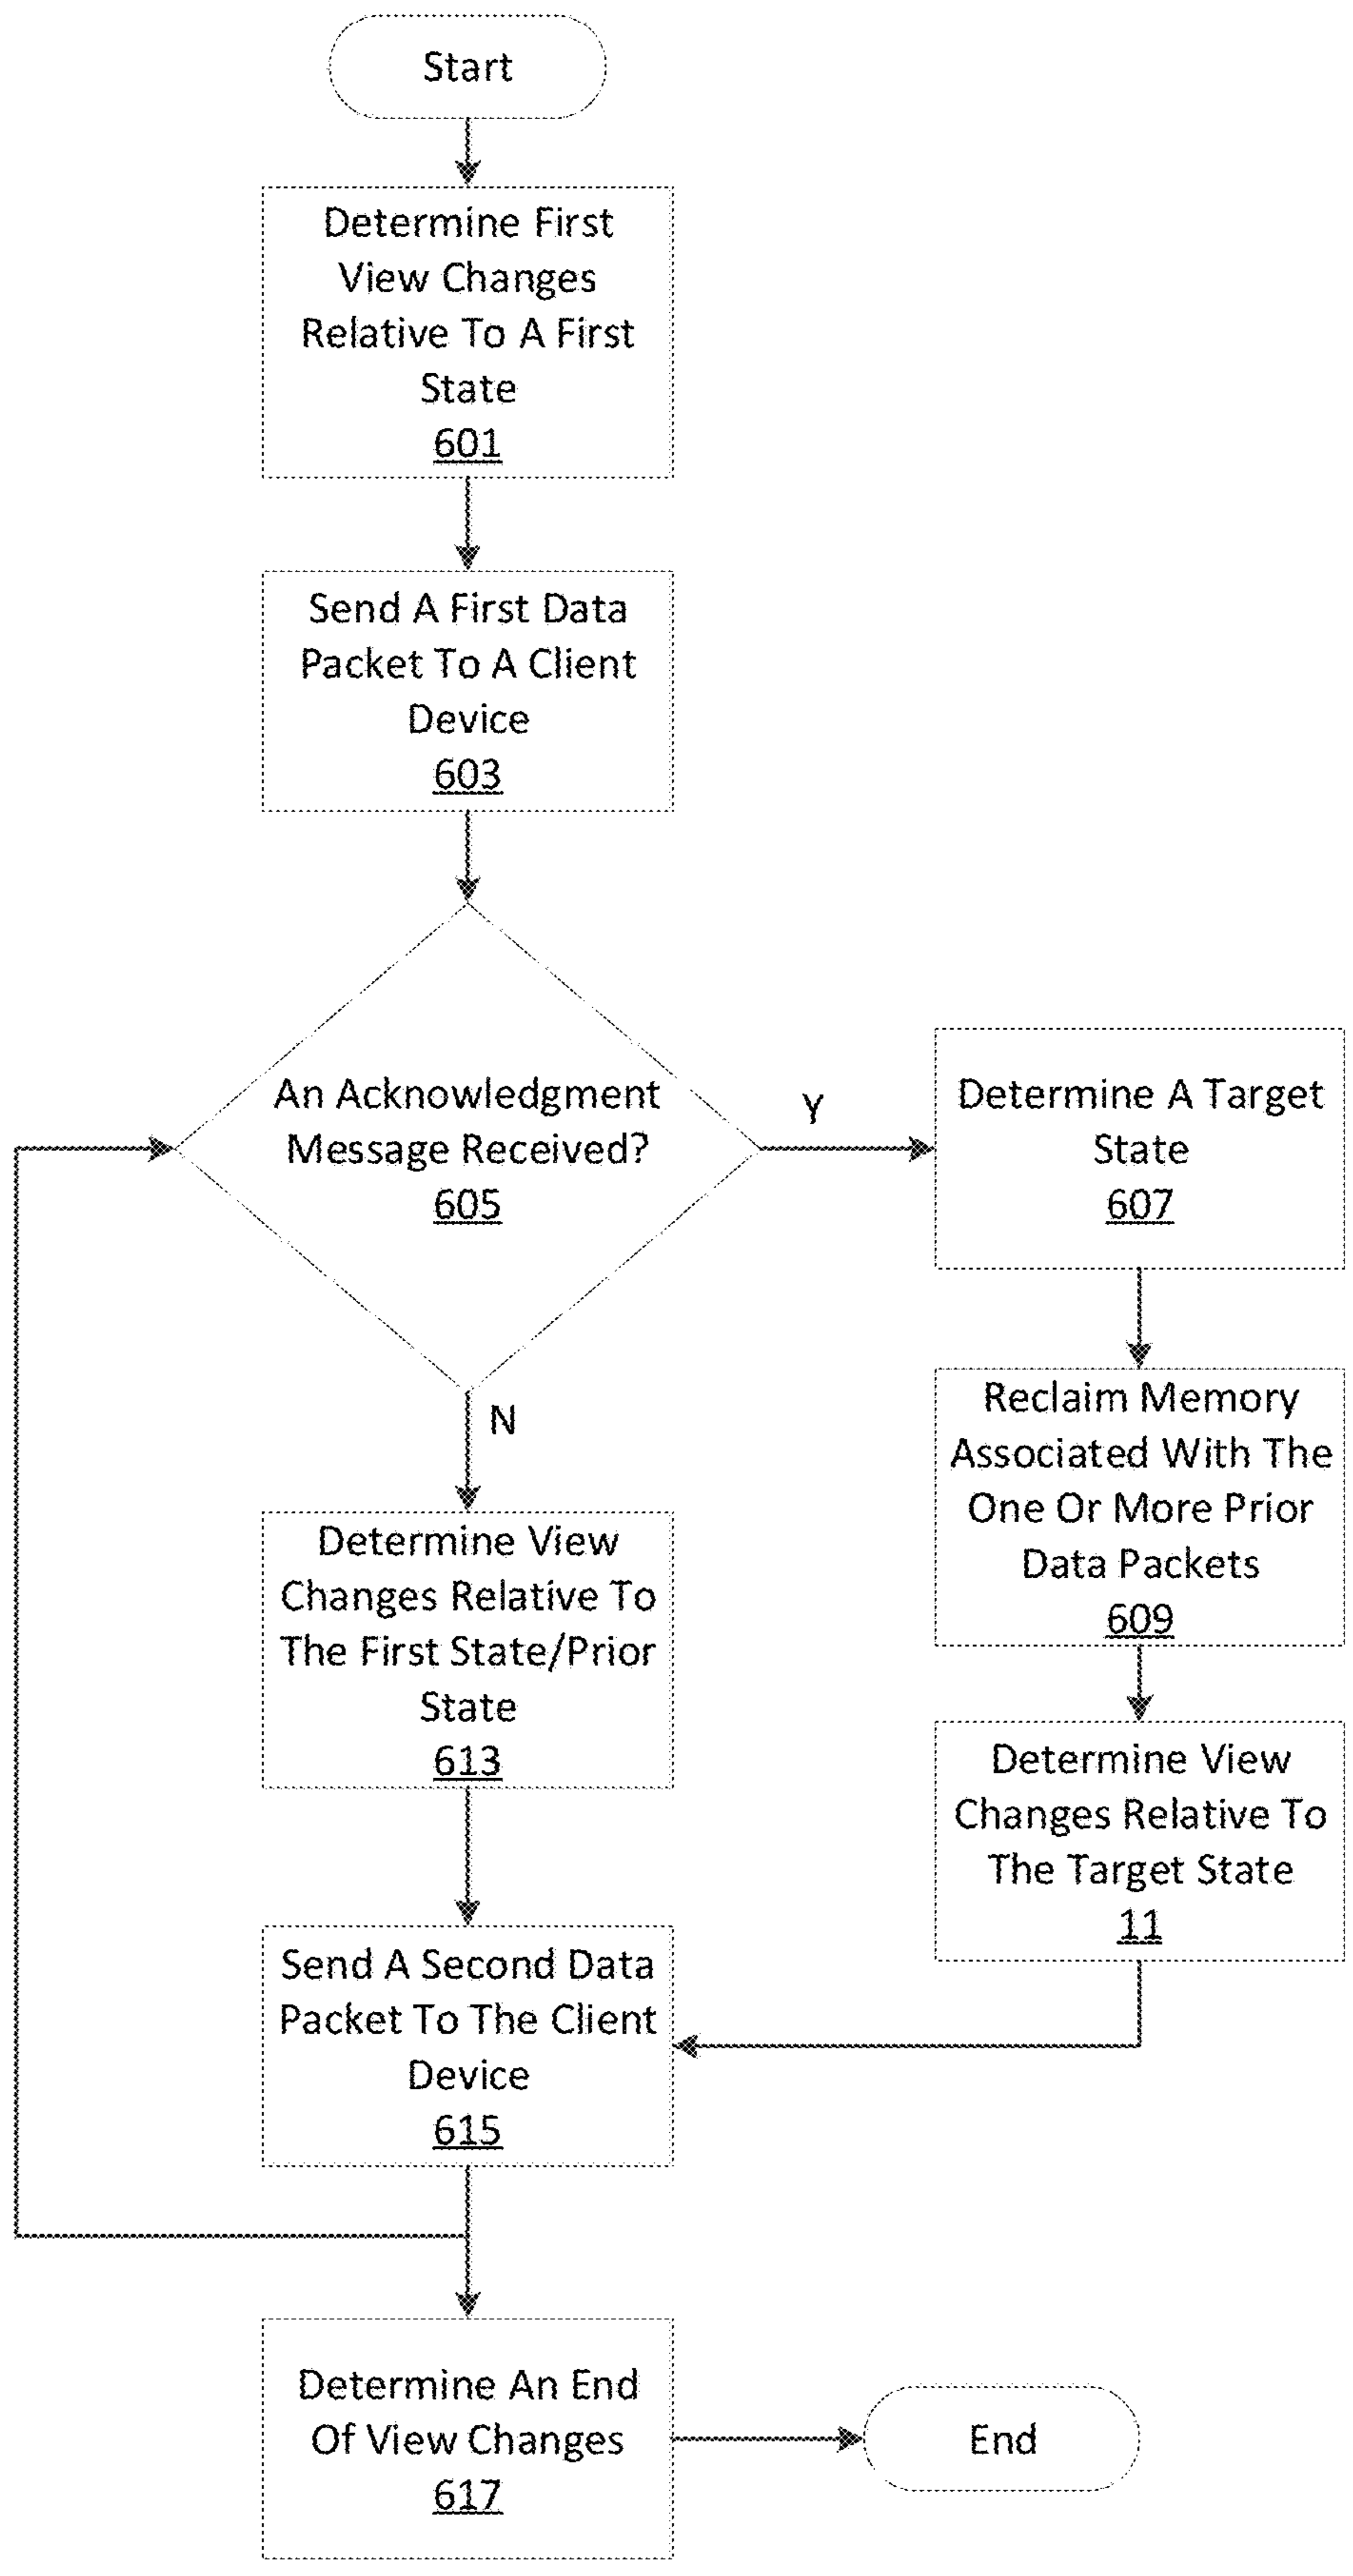 Start
Determine First
View Changes
Relative To A First
State
601
Send A First Data
Packet To A Client
Device
603
An Acknowledgment
Message Received?
605
Y
Determine A Target
State
607
Reclaim Memory
Associated With The
One Or More Prior
Data Packets
609
Determine View
Changes Relative To
The Target State
11
N
Determine View
Changes Relative To
The First State/Prior
State
613
Send A Second Data
Packet To The Client
Device
615
Determine An End
Of View Changes
617
End